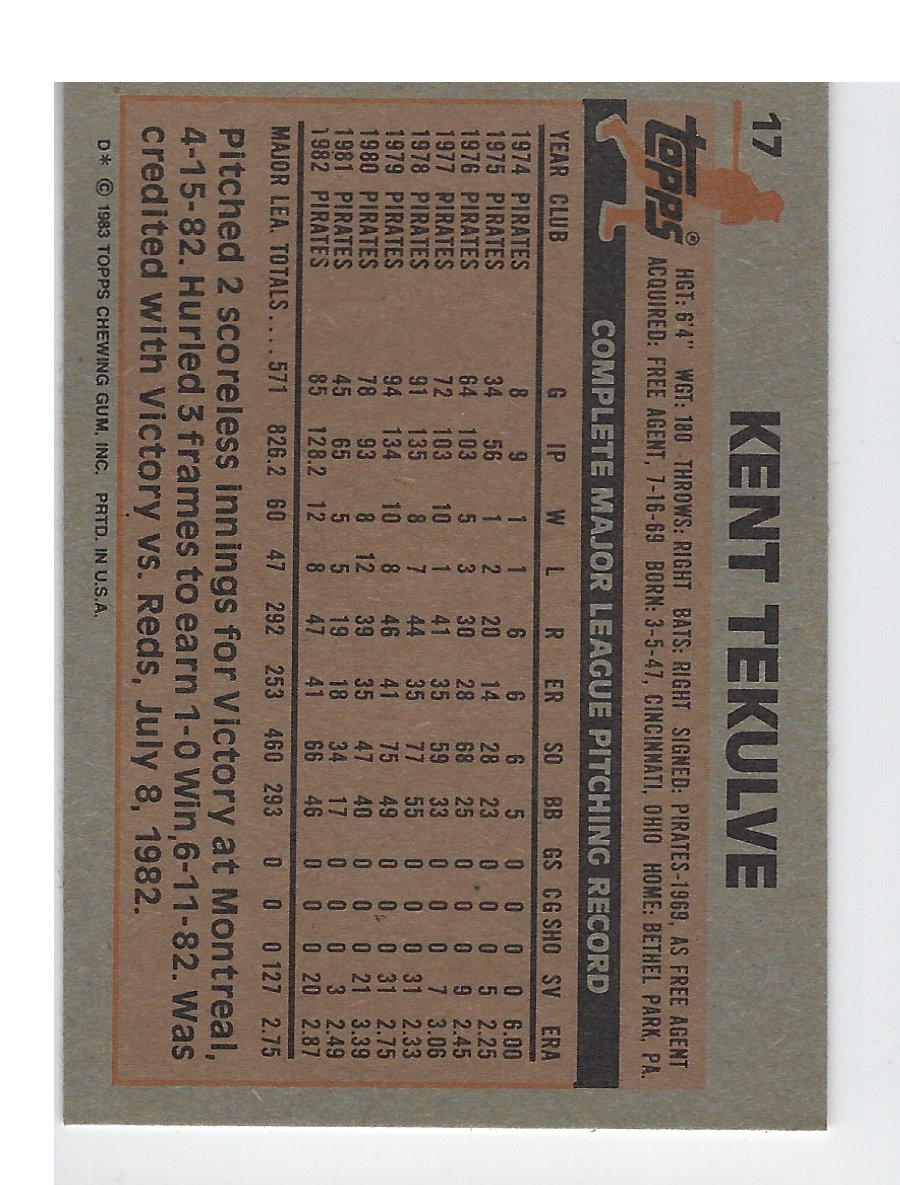 17
KENT TEKULVE
TOPPS®
HGT: 6'4" WGT: 180 THROWS: RIGHT BATS: RIGHT SIGNED: PIRATES-1969, AS FREE AGENT
ACQUIRED: FREE AGENT, 7-16-69 BORN: 3-5-47, CINCINNATI, OHIO HOME: BETHEL PARK, PA.
COMPLETE MAJOR LEAGUE PITCHING RECORD
YEAR CLUB G IP W L R ER SO BB GS CG SHO SV ERA
1974 PIRATES 8 9 1 1 6 6 6 5 0 0 0 0 6.00
1975 PIRATES 34 56 1 2 20 14 28 23 0 0 0 5 2.25
1976 PIRATES 64 103 5 3 30 28 68 25 0 0 0 9 2.45
1977 PIRATES 72 103 10 1 41 35 59 33 0 0 0 7 3.06
1978 PIRATES 91 135 8 7 44 35 77 55 0 0 0 31 2.33
1979 PIRATES 94 134 10 8 46 41 75 49 0 0 0 31 2.75
1980 PIRATES 78 93 8 12 39 35 47 40 0 0 0 21 3.39
1981 PIRATES 45 65 5 5 19 18 34 17 0 0 0 3 2.49
1982 PIRATES 85 128.2 12 8 47 41 66 46 0 0 0 20 2.87
MAJOR LEA. TOTALS.....571 826.2 60 47 292 253 460 293 0 0 0 127 2.75
Pitched 2 scoreless innings for Victory at Montreal,
4-15-82. Hurled 3 frames to earn 1-0 Win, 6-11-82. Was
credited with Victory vs. Reds, July 8, 1982.
D* © 1983 TOPPS CHEWING GUM, INC. PRTD. IN U.S.A.